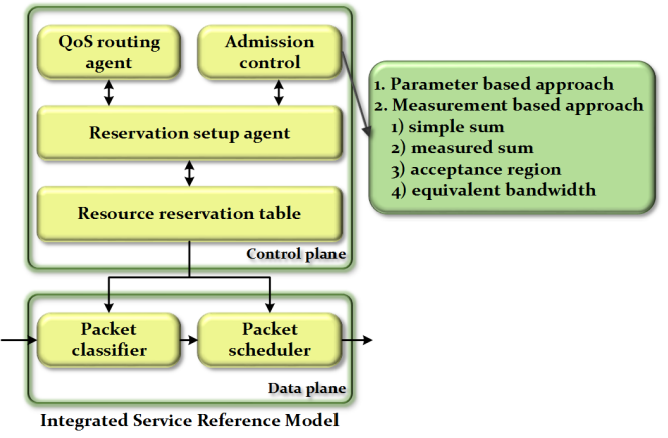 QoS routing
agent
Admission
control
Reservation setup agent
Resource reservation table
Control plane
1. Parameter based approach
2. Measurement based approach
1) simple sum
2) measured sum
3) acceptance region
4) equivalent bandwidth
Packet
classifier
Packet
scheduler
Data plane
Integrated Service Reference Model